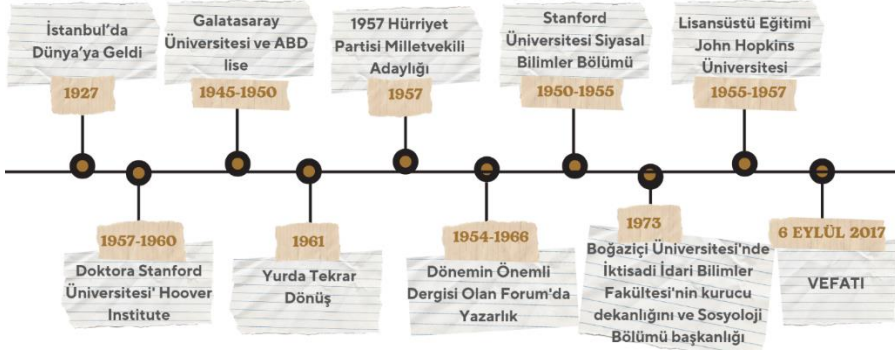 İstanbul'da
Dünya'ya Geldi
1927
Galatasaray
Üniversitesi ve ABD
lise
1945-1950
1957 Hürriyet
Partisi Milletvekili
Adaylığı
1957
Stanford
Üniversitesi Siyasal
Bilimler Bölümü
1950-1955
Lisansüstü Eğitimi
John Hopkins
Üniversitesi
1955-1957
1957-1960
Doktora Stanford
Üniversitesi' Hoover
Institute
1961
Yurda Tekrar
Dönüş
1954-1966
Dönemin Önemli
Dergisi Olan Forum'da
Yazarlık
1973
Boğaziçi Üniversitesi'nde
İktisadi İdari Bilimler
Fakültesi'nin kurucu
dekanlığını ve Sosyoloji
Bölümü başkanlığı
6 EYLÜL 2017
VEFATI